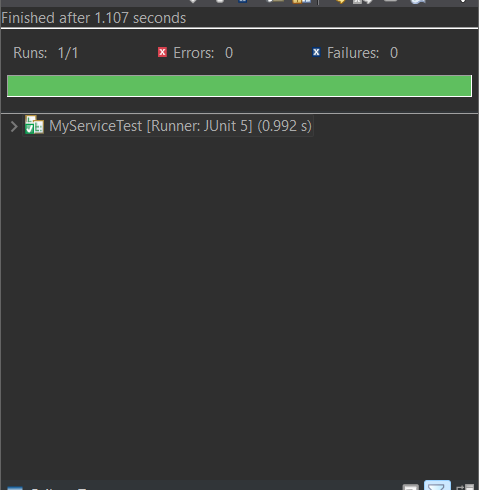 Finished after 1.107 seconds
Runs: 1/1 Errors: 0 Failures: 0
MyServiceTest [Runner: JUnit 5] (0.992 s)